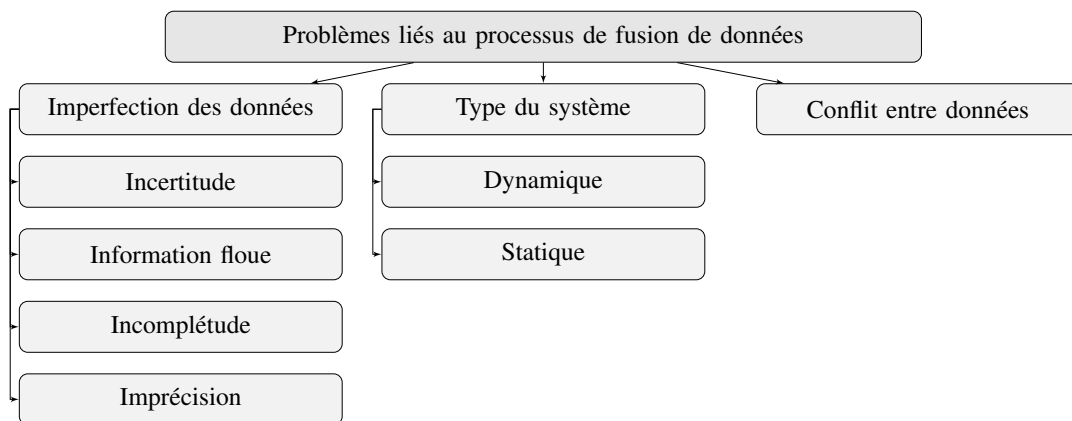 Problèmes liés au processus de fusion de données
Imperfection des données
Type du système
Conflit entre données
Incertitude
Dynamique
Information floue
Statique
Incomplétude
Imprécision